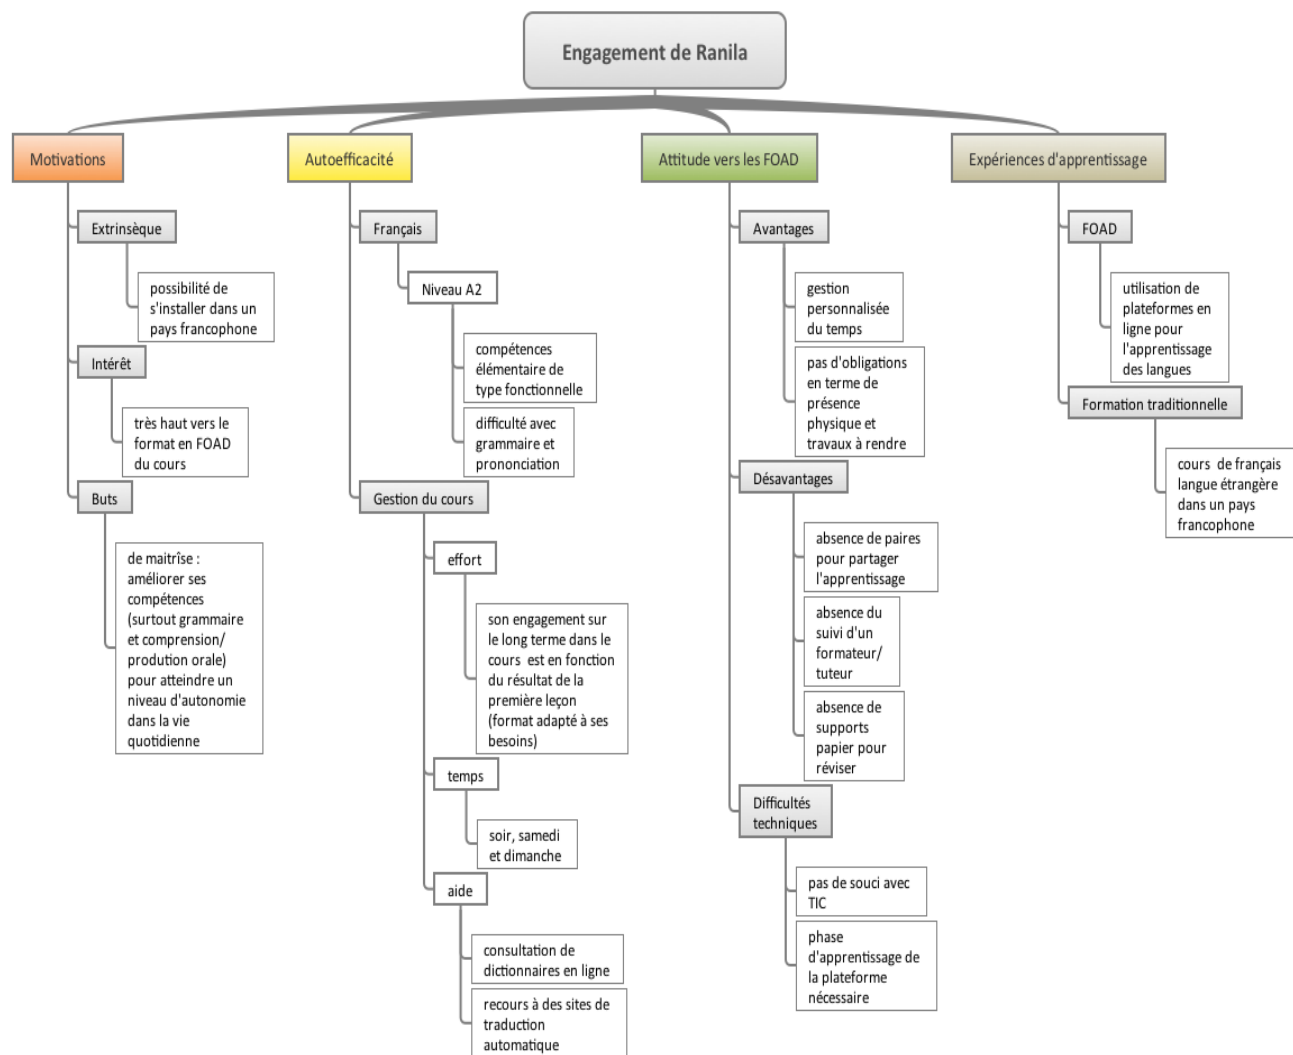 Engagement de Ranila
Motivations
Extrinsèque
possibilité de
s'installer dans un
pays francophone
Intérêt
très haut vers le
format en FOAD
du cours
Buts
de maitrîse :
améliorer ses
compétences
(surtout grammaire
et comprension/
prodution orale)
pour atteindre un
niveau d'autonomie
dans la vie
quotidienne
Autoefficacité
Français
Niveau A2
compétences
élémentaire de
type fonctionnelle
difficulté avec
grammaire et
prononciation
Gestion du cours
effort
son engagement sur
le long terme dans le
cours est en fonction
du résultat de la
première leçon
(format adapté à ses
besoins)
temps
soir, samedi
et dimanche
aide
consultation de
dictionnaires en ligne
recours à des sites de
traduction
automatique
Attitude vers les FOAD
Avantages
gestion
personnalisée
du temps
pas d'obligations
en terme de
présence
physique et
travaux à rendre
Désavantages
absence de paires
pour partager
l'apprentissage
absence du
suivi d'un
formateur/
tuteur
absence de
supports
papier pour
réviser
Difficultés
techniques
pas de souci avec
TIC
phase
d'apprentissage de
la plateforme
nécessaire
Expériences d'apprentissage
FOAD
utilisation de
plateformes en
ligne pour
l'apprentissage
des langues
Formation traditionnelle
cours de français
langue étrangère
dans un pays
francophone